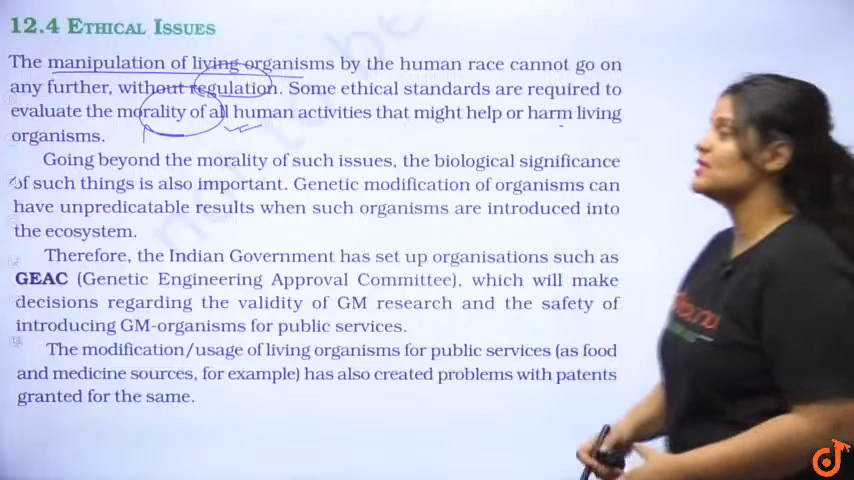 12.4 ETHICAL ISSUES
The manipulation of living organisms by the human race cannot go on
any further, without regulation. Some ethical standards are required to
evaluate the morality of all human activities that might help or harm living
organisms.
Going beyond the morality of such issues, the biological significance
of such things is also important. Genetic modification of organisms can
have unpredicatable results when such organisms are introduced into
the ecosystem.
Therefore, the Indian Government has set up organisations such as
GEAC (Genetic Engineering Approval Committee), which will make
decisions regarding the validity of GM research and the safety of
introducing GM-organisms for public services.
The modification/usage of living organisms for public services (as food
and medicine sources, for example) has also created problems with patents
granted for the same.